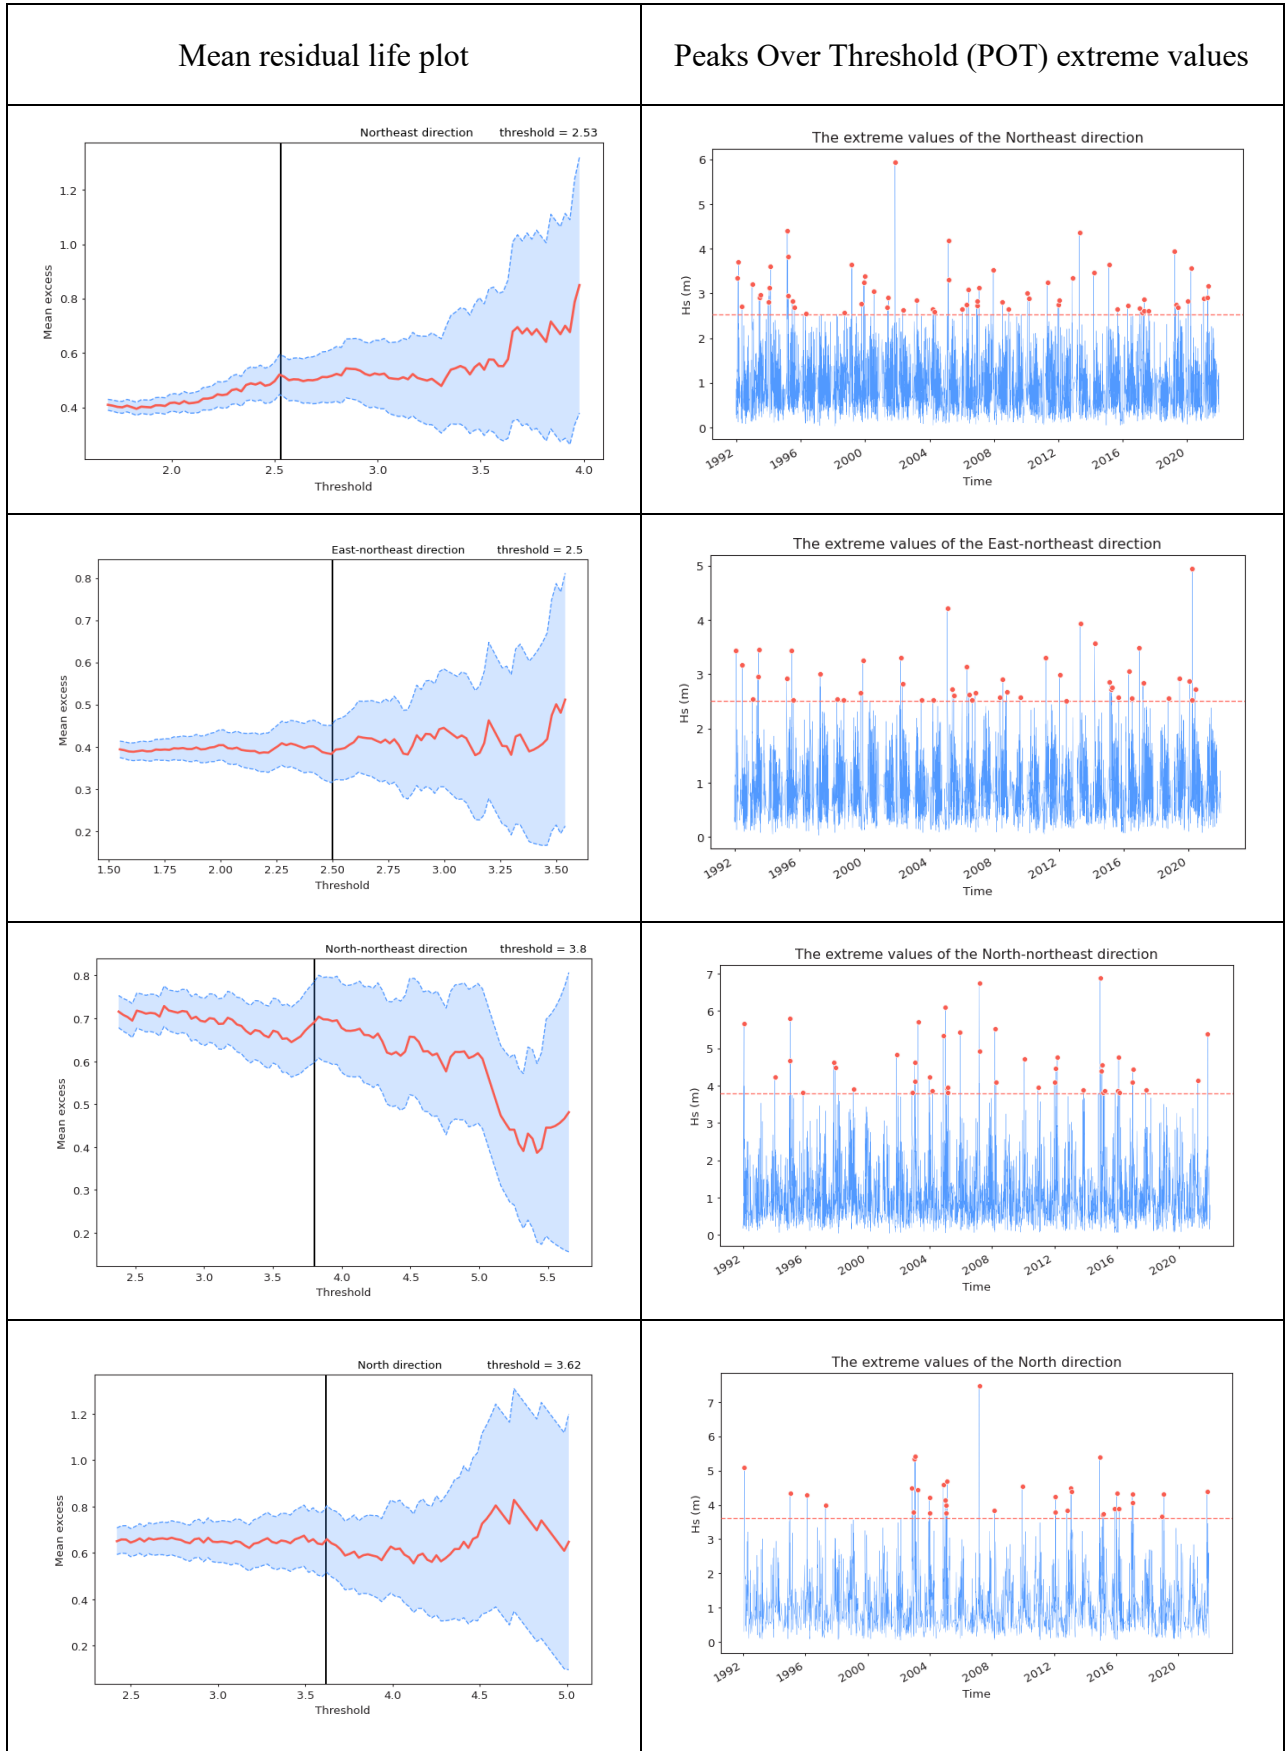 Mean residual life plot
Peaks Over Threshold (POT) extreme values
Northeast direction threshold = 2.53
1.2
1.0
0.8
0.6
0.4
Mean excess
2.0 2.5 3.0 3.5 4.0
Threshold
The extreme values of the Northeast direction
6
5
4
3
2
1
0
Hs (m)
1992 1996 2000 2004 2008 2012 2016 2020
Time
East-northeast direction threshold = 2.5
0.8
0.7
0.6
0.5
0.4
0.3
0.2
Mean excess
1.50 1.75 2.00 2.25 2.50 2.75 3.00 3.25 3.50
Threshold
The extreme values of the East-northeast direction
5
4
3
2
1
0
Hs (m)
1992 1996 2000 2004 2008 2012 2016 2020
Time
North-northeast direction threshold = 3.8
0.8
0.7
0.6
0.5
0.4
0.3
0.2
Mean excess
2.5 3.0 3.5 4.0 4.5 5.0 5.5
Threshold
The extreme values of the North-northeast direction
7
6
5
4
3
2
1
0
Hs (m)
1992 1996 2000 2004 2008 2012 2016 2020
Time
North direction threshold = 3.62
1.2
1.0
0.8
0.6
0.4
0.2
Mean excess
2.5 3.0 3.5 4.0 4.5 5.0
Threshold
The extreme values of the North direction
7
6
5
4
3
2
1
0
Hs (m)
1992 1996 2000 2004 2008 2012 2016 2020
Time